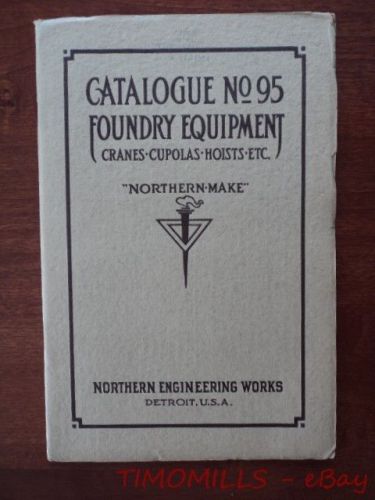 CATALOGUE No 95
FOUNDRY EQUIPMENT
CRANES·CUPOLAS·HOISTS·ETC.
"NORTHERN-MAKE"
NORTHERN ENGINEERING WORKS
DETROIT, U.S.A.
TIMOMILLS - eBay